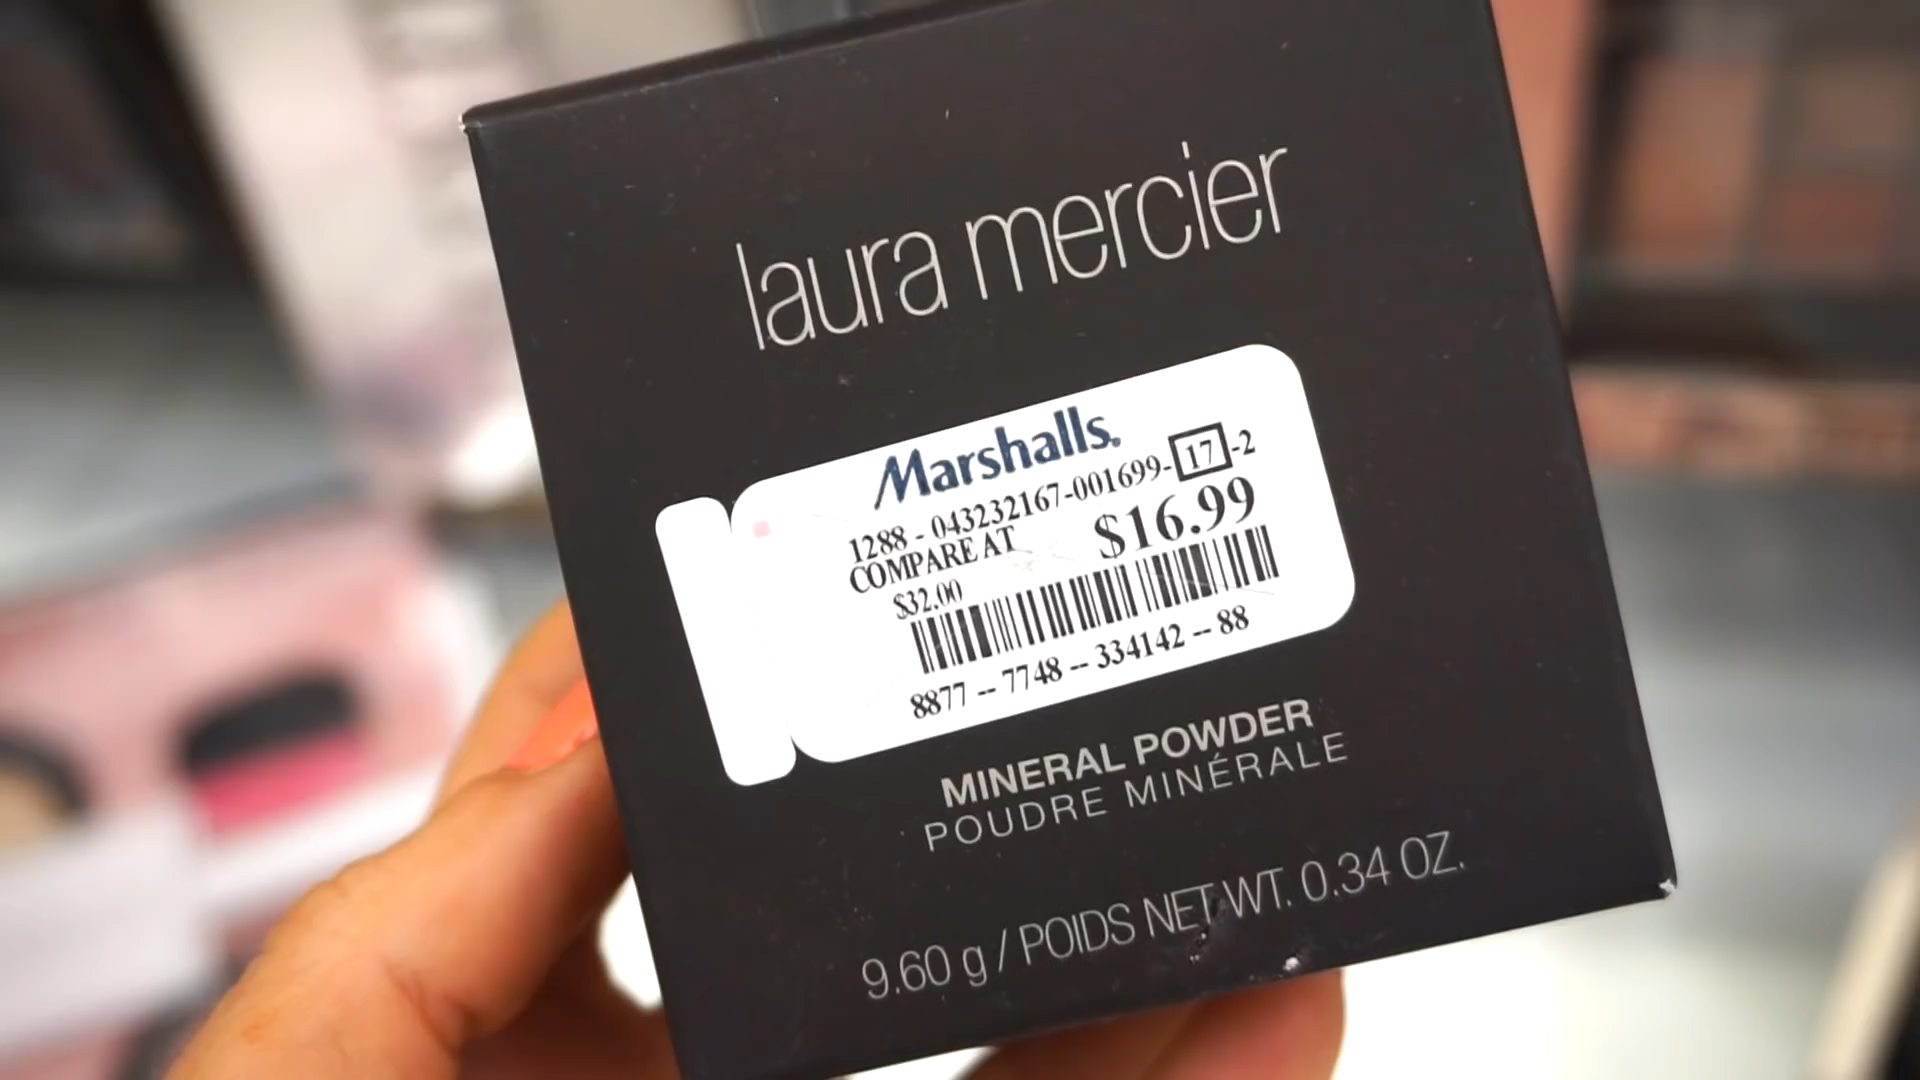 laura mercier
Marshalls.
1288 - 043232167-001699-17-2
COMPARE AT $16.99
$32.00
8877 -- 7748 -- 334142 -- 88
MINERAL POWDER
POUDRE MINÉRALE
9.60 g / POIDS NET WT. 0.34 OZ.